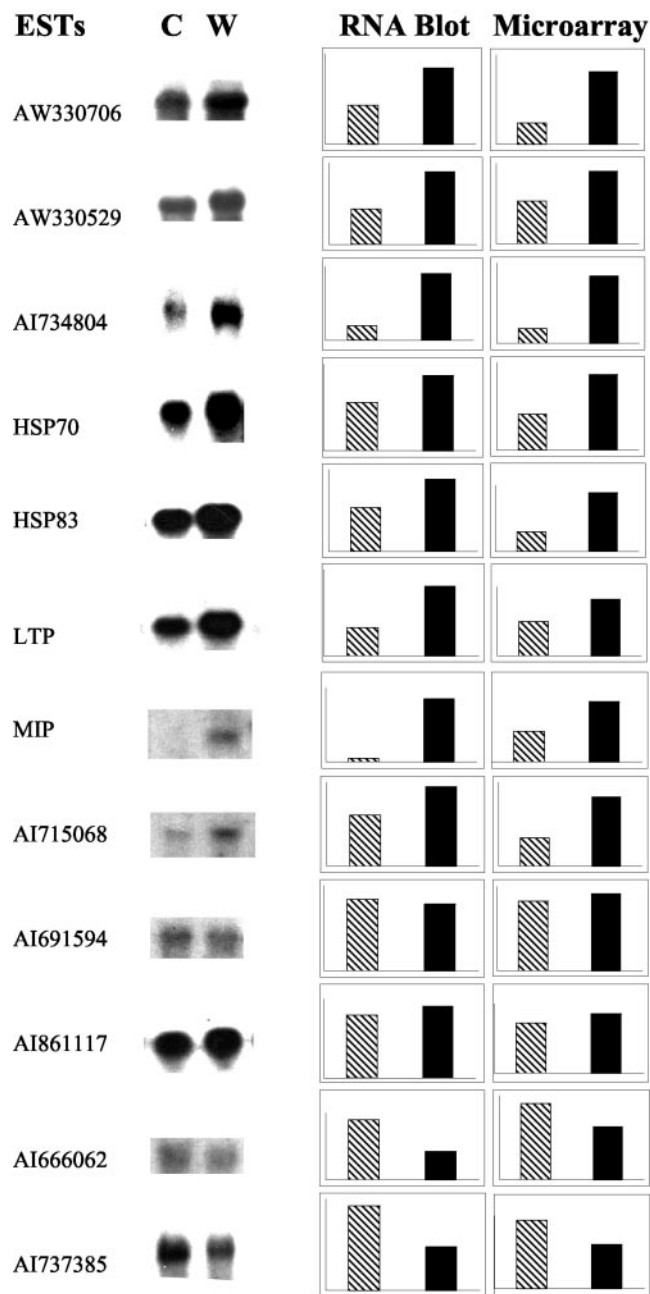 ESTs C W RNA Blot Microarray
AW330706
AW330529
AI734804
HSP70
HSP83
LTP
MIP
AI715068
AI691594
AI861117
AI666062
AI737385